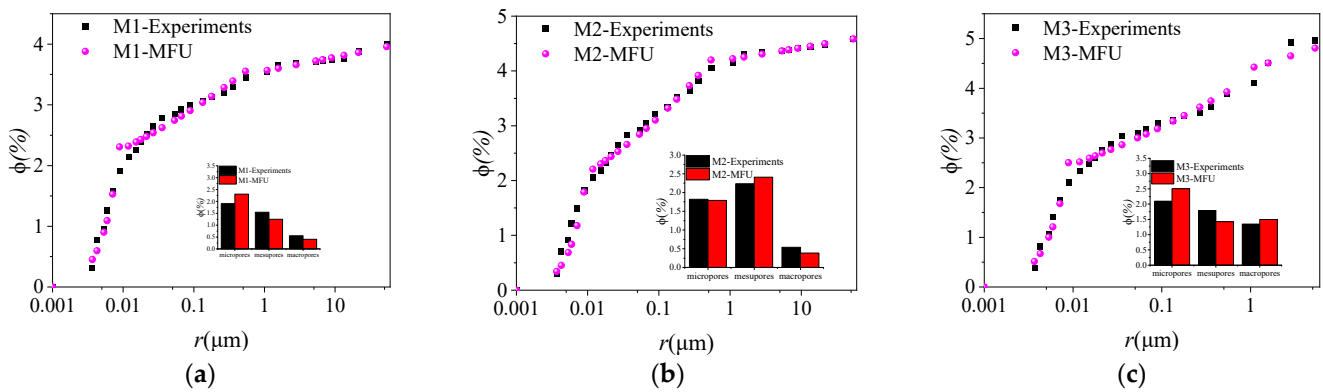 M1-Experiments
M1-MFU
ϕ(%)
4
3
2
1
0
3.5
3.0
2.5
2.0
1.5
1.0
0.5
0.0
ϕ(%)
M1-Experiments
M1-MFU
micropores mesupores macropores
0.001 0.01 0.1 1 10
r(μm)
(a)
M2-Experiments
M2-MFU
ϕ(%)
5
4
3
2
1
0
3.0
2.5
2.0
1.5
1.0
0.5
0.0
ϕ(%)
M2-Experiments
M2-MFU
micropores mesupores macropores
0.001 0.01 0.1 1 10
r(μm)
(b)
M3-Experiments
M3-MFU
ϕ(%)
5
4
3
2
1
0
3.5
3.0
2.5
2.0
1.5
1.0
0.5
0.0
ϕ(%)
M3-Experiments
M3-MFU
micropores mesupores macropores
0.001 0.01 0.1 1
r(μm)
(c)